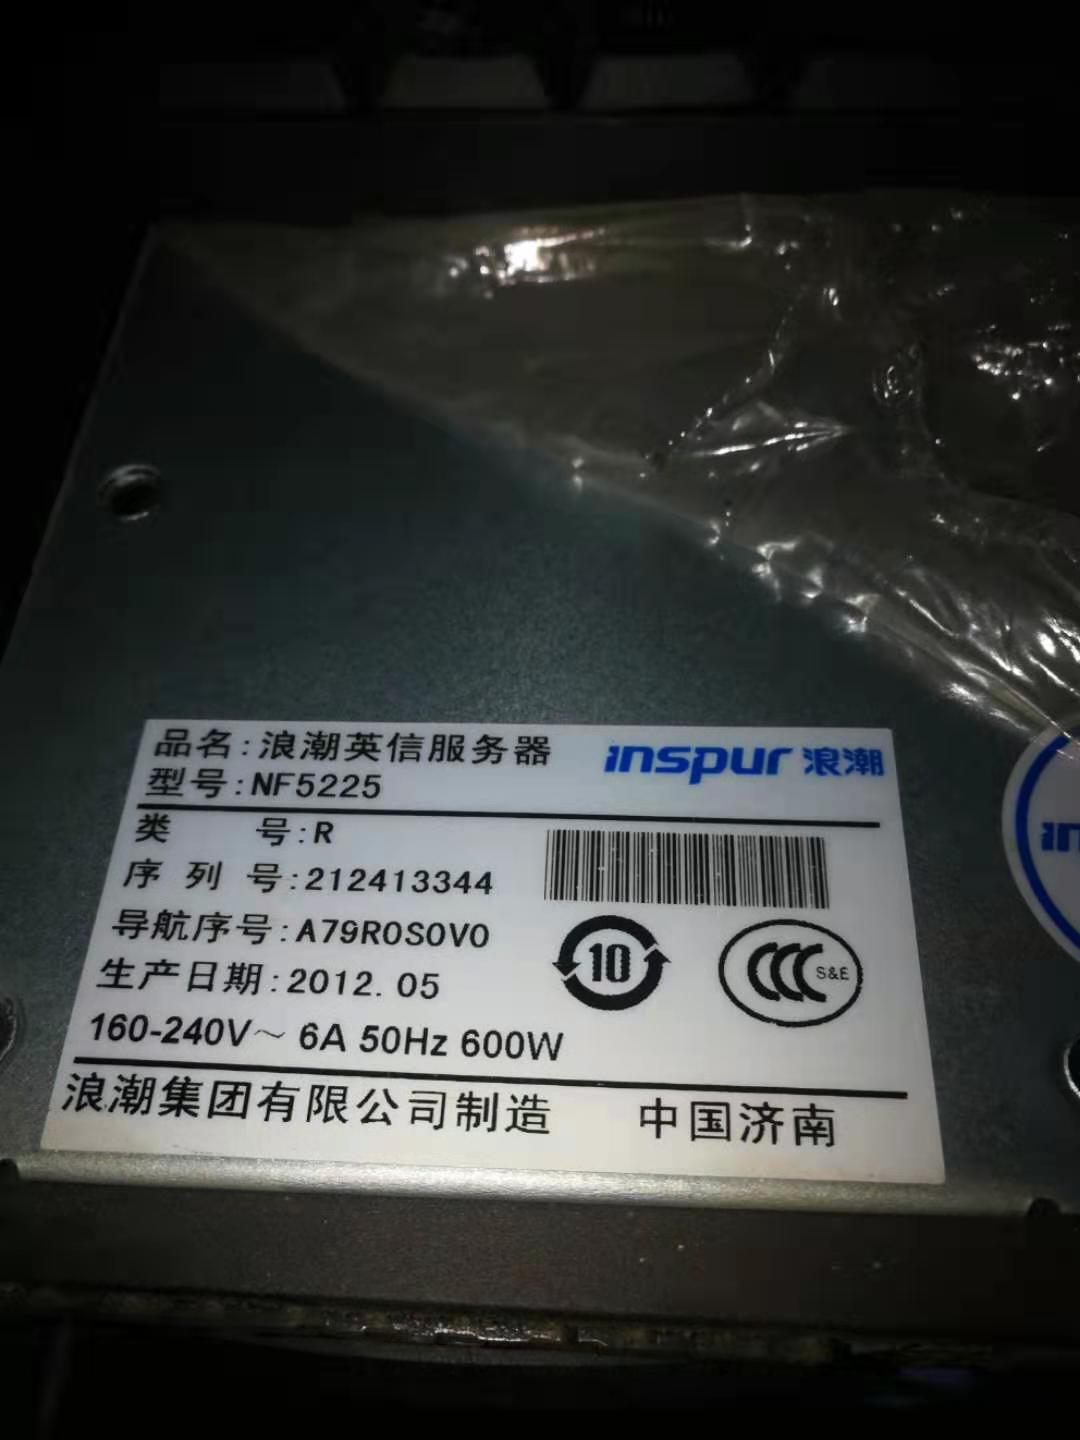 品名:浪潮英信服务器
inspur 浪潮
型号:NF5225
类 号:R
序 列 号:212413344
导航序号:A79R0S0V0
10
S&E
生产日期:2012.05
160-240V～ 6A 50Hz 600W
浪潮集团有限公司制造 中国济南
in